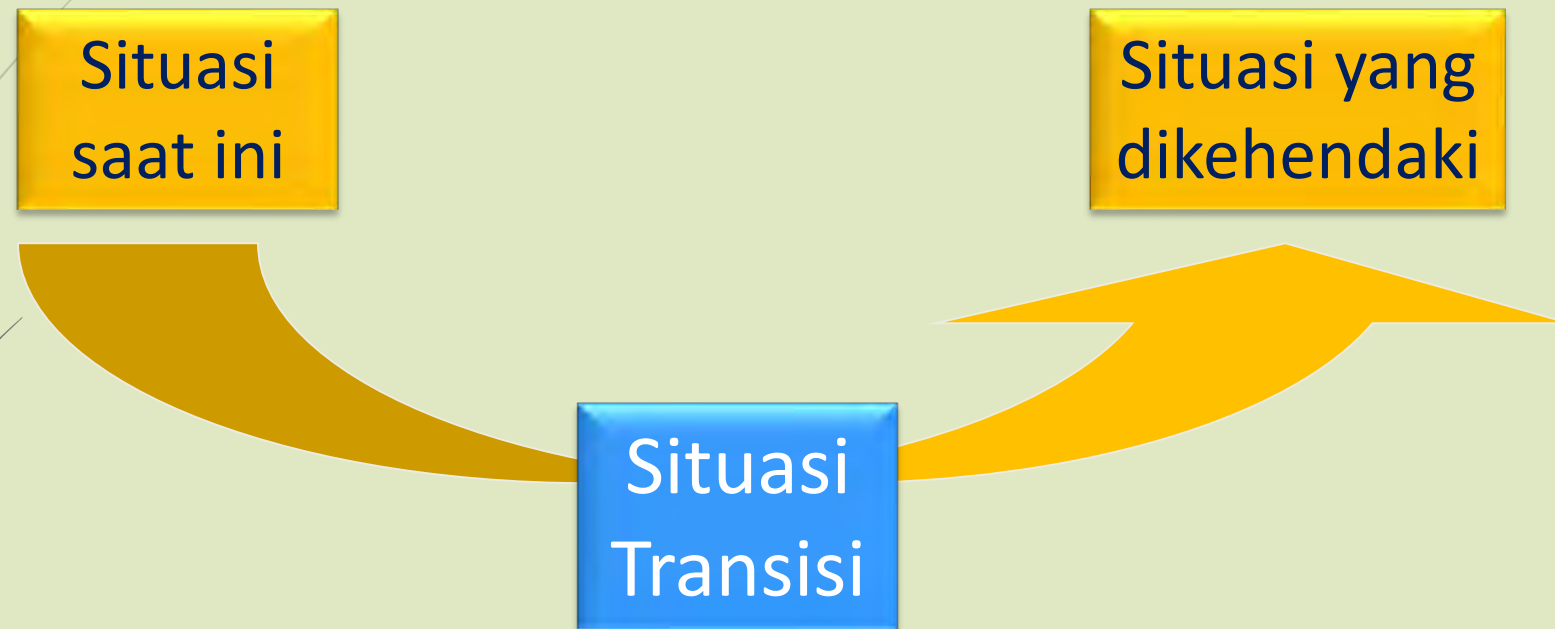 Situasi
saat ini
Situasi yang
dikehendaki
Situasi
Transisi